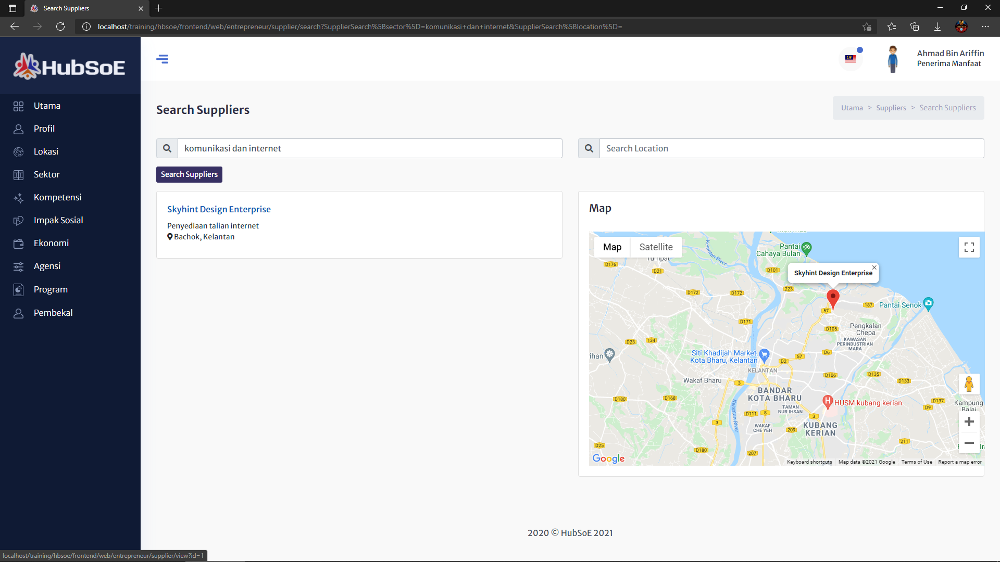 Search Suppliers
localhost/training/hbsoe/frontend/web/entrepreneur/supplier/search?SupplierSearch%5Bsector%5D=komunikasi+dan+internet&SupplierSearch%5Blocation%5D=
HubSoE
Ahmad Bin Ariffin
Penerima Manfaat
Utama
Profil
Lokasi
Sektor
Kompetensi
Impak Sosial
Ekonomi
Agensi
Program
Pembekal
Search Suppliers
Utama > Suppliers > Search Suppliers
komunikasi dan internet
Search Location
Search Suppliers
Skyhint Design Enterprise
Penyediaan talian internet
Bachok, Kelantan
Map
Map
Satellite
Tumpat
Kelantan River
Pantai
Cahaya Bulan
D176
D21
D101
Skyhint Design Enterprise
D172
D172
223
57
187
Pantai Senok
D171
D105
Pengkalan
Chepa
KAWASAN
PERINDUSTRIAN
MARA
D23
134
rihan
Siti Khadijah Market,
Kota Bharu, Kelantan
D6
57
D2
KELANTAN
D106
D135
D133
Wakaf Bharu
3
BANDAR
KOTA BHARU
D180
D168
Kelantan River
TAMAN
NUR IHSAN
HUSM kubang kerian
D137
D9
Kampung
Balai
D111
8
3
3
WAKAF
CHE YEH
209
KUBANG
KERIAN
211
D25
D180
207
Google
Keyboard shortcuts
Map data ©2021 Google
Terms of Use
Report a map error
2020 © HubSoE 2021
localhost/training/hbsoe/frontend/web/entrepreneur/supplier/view?id=1